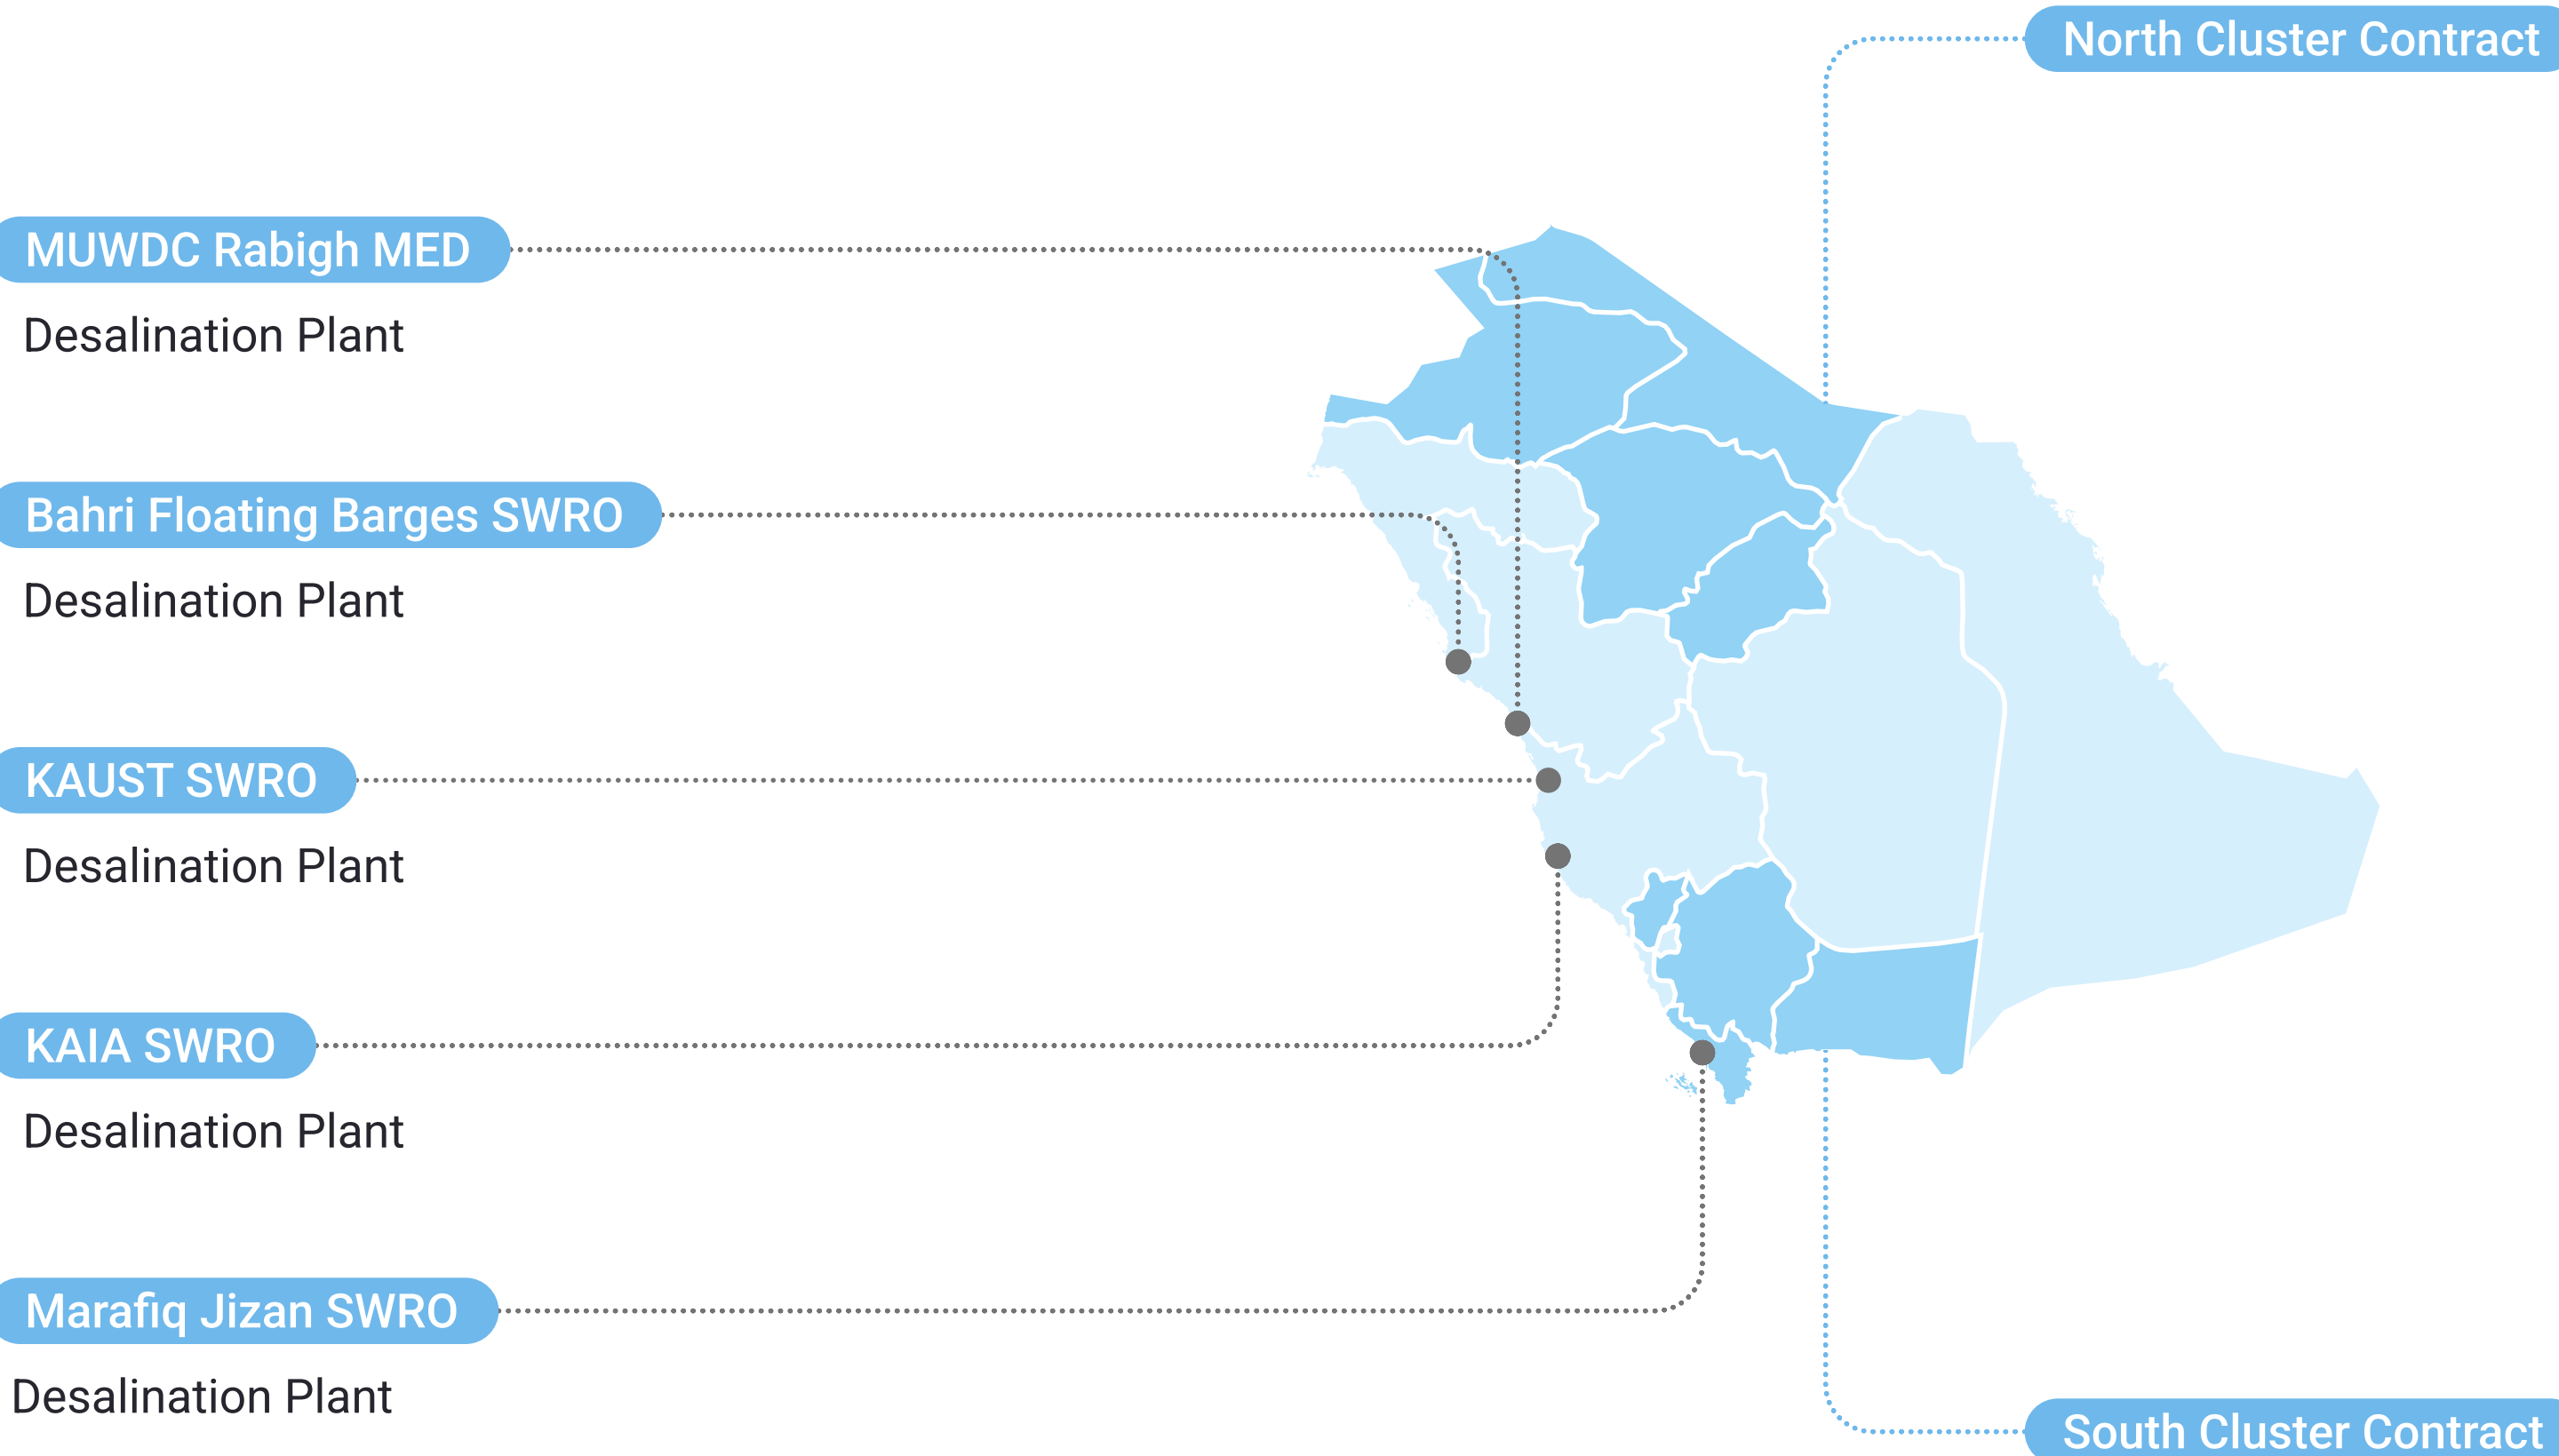 North Cluster Contract
MUWDC Rabigh MED
Desalination Plant
Bahri Floating Barges SWRO
Desalination Plant
KAUST SWRO
Desalination Plant
KAIA SWRO
Desalination Plant
Marafiq Jizan SWRO
Desalination Plant
South Cluster Contract